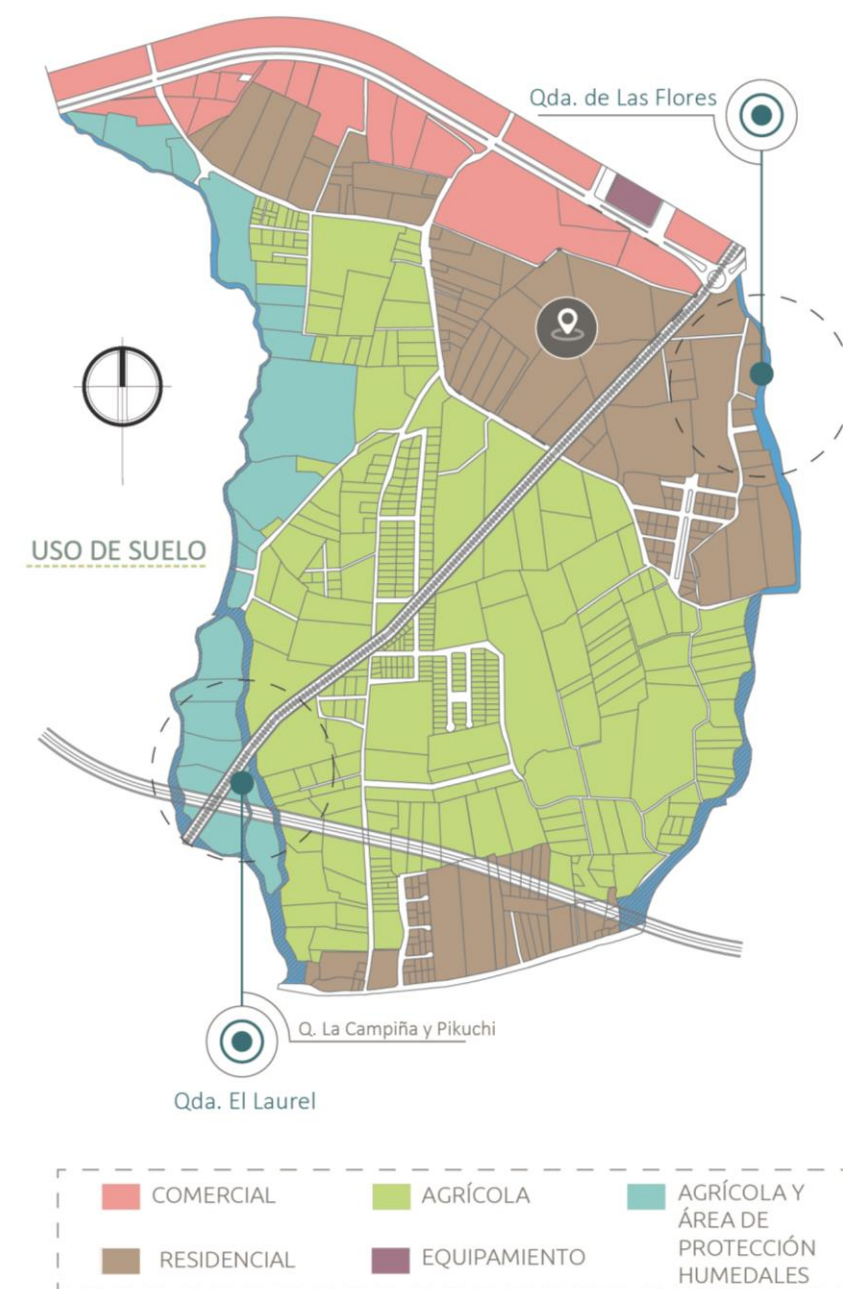 Qda. de Las Flores
USO DE SUELO
Q. La Campiña y Pikuchi
Qda. El Laurel
COMERCIAL
AGRÍCOLA
AGRÍCOLA Y
ÁREA DE
PROTECCIÓN
HUMEDALES
RESIDENCIAL
EQUIPAMIENTO